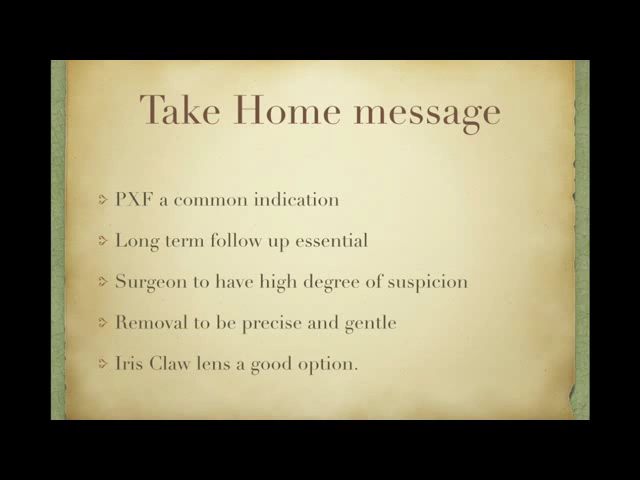 Take Home message
PXF a common indication
Long term follow up essential
Surgeon to have high degree of suspicion
Removal to be precise and gentle
Iris Claw lens a good option.